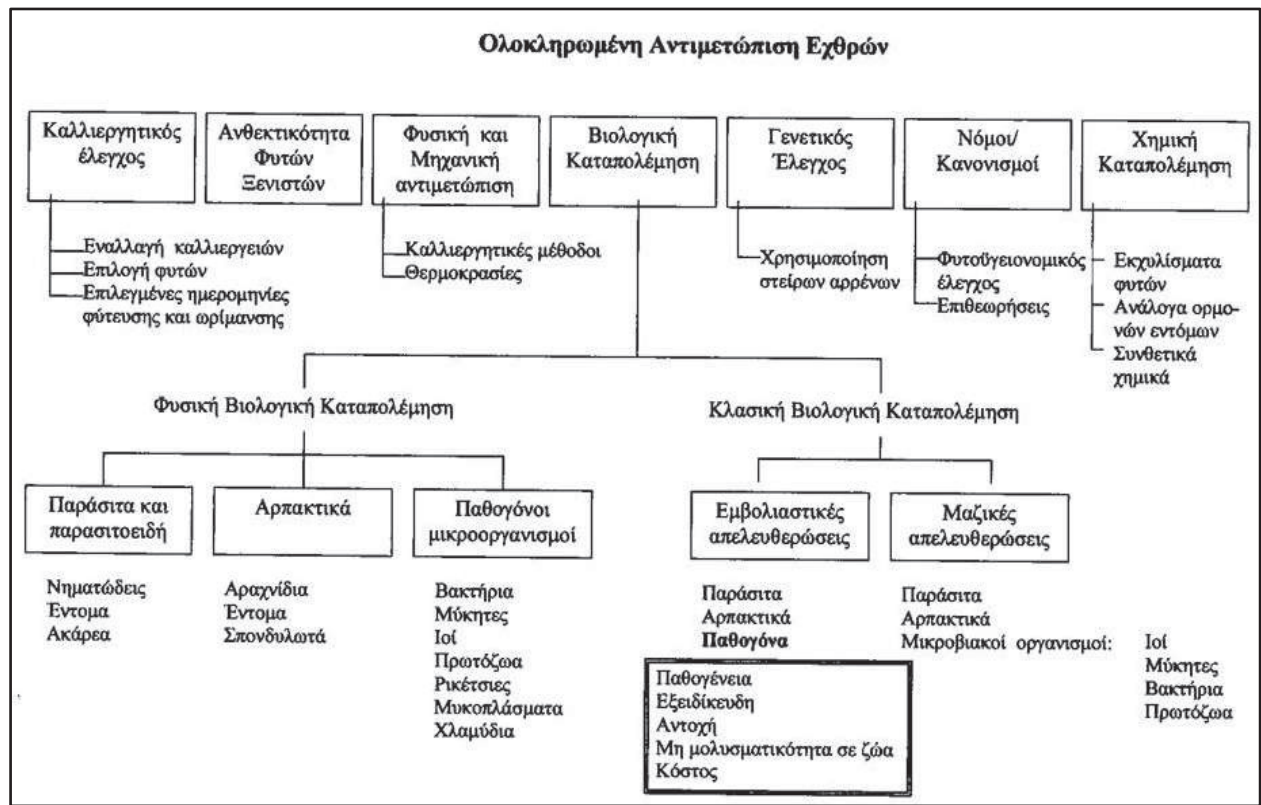 Ολοκληρωμένη Αντιμετώπιση Εχθρών
Καλλιεργητικός
έλεγχος
Ανθεκτικότητα
Φυτών
Ξενιστών
Φυσική και
Μηχανική
αντιμετώπιση
Βιολογική
Καταπολέμηση
Γενετικός
Έλεγχος
Νόμοι/
Κανονισμοί
Χημική
Καταπολέμηση
Εναλλαγή καλλιεργειών
Επιλογή φυτών
Επιλεγμένες ημερομηνίες
φύτευσης και ωρίμανσης
Καλλιεργητικές μέθοδοι
Θερμοκρασίες
Χρησιμοποίηση
στείρων αρρένων
Φυτοϋγειονομικός
έλεγχος
Επιθεωρήσεις
Εκχυλίσματα
φυτών
Ανάλογα ορμο-
νών εντόμων
Συνθετικά
χημικά
Φυσική Βιολογική Καταπολέμηση
Κλασική Βιολογική Καταπολέμηση
Παράσιτα και
παρασιτοειδή
Αρπακτικά
Παθογόνοι
μικροοργανισμοί
Εμβολιαστικές
απελευθερώσεις
Μαζικές
απελευθερώσεις
Νηματώδεις
Έντομα
Ακάρεα
Αραχνίδια
Έντομα
Σπονδυλωτά
Βακτήρια
Μύκητες
Ιοί
Πρωτόζωα
Ρικέτσιες
Μυκοπλάσματα
Χλαμύδια
Παράσιτα
Αρπακτικά
Παθογόνα
Παράσιτα
Αρπακτικά
Μικροβιακοί οργανισμοί:
Ιοί
Μύκητες
Βακτήρια
Πρωτόζωα
Παθογένεια
Εξειδίκευδη
Αντοχή
Μη μολυσματικότητα σε ζώα
Κόστος